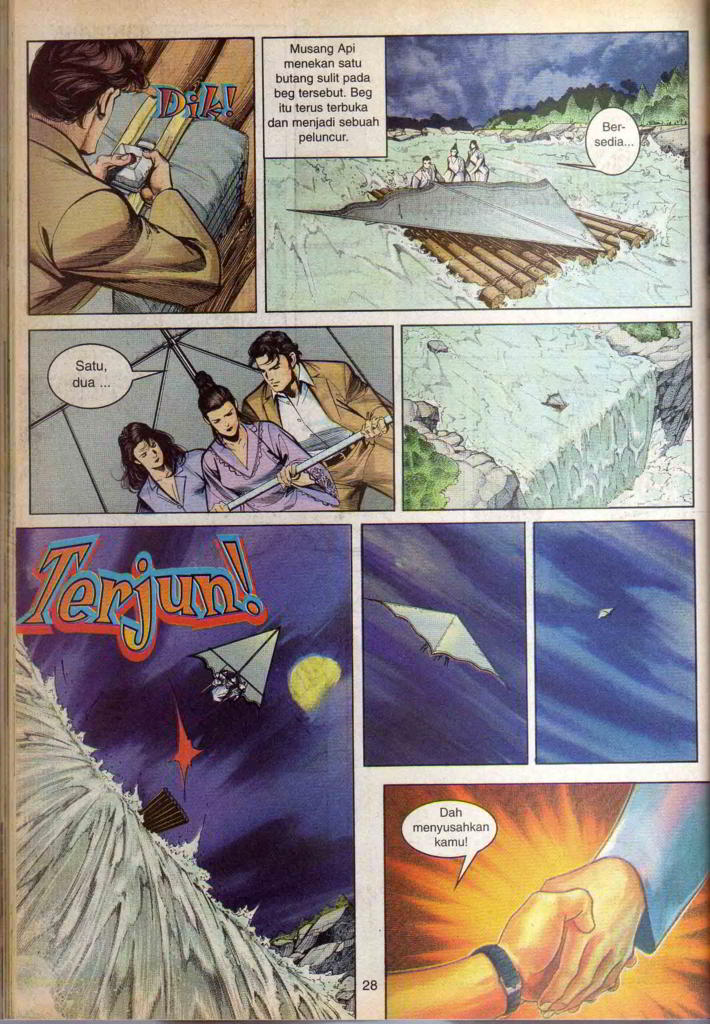 Dik!
Musang Api
menekan satu
butang sulit pada
beg tersebut. Beg
itu terus terbuka
dan menjadi sebuah
peluncur.
Ber-
sedia...
Satu,
dua ...
Terjun!
Dah
menyusahkan
kamu!
28